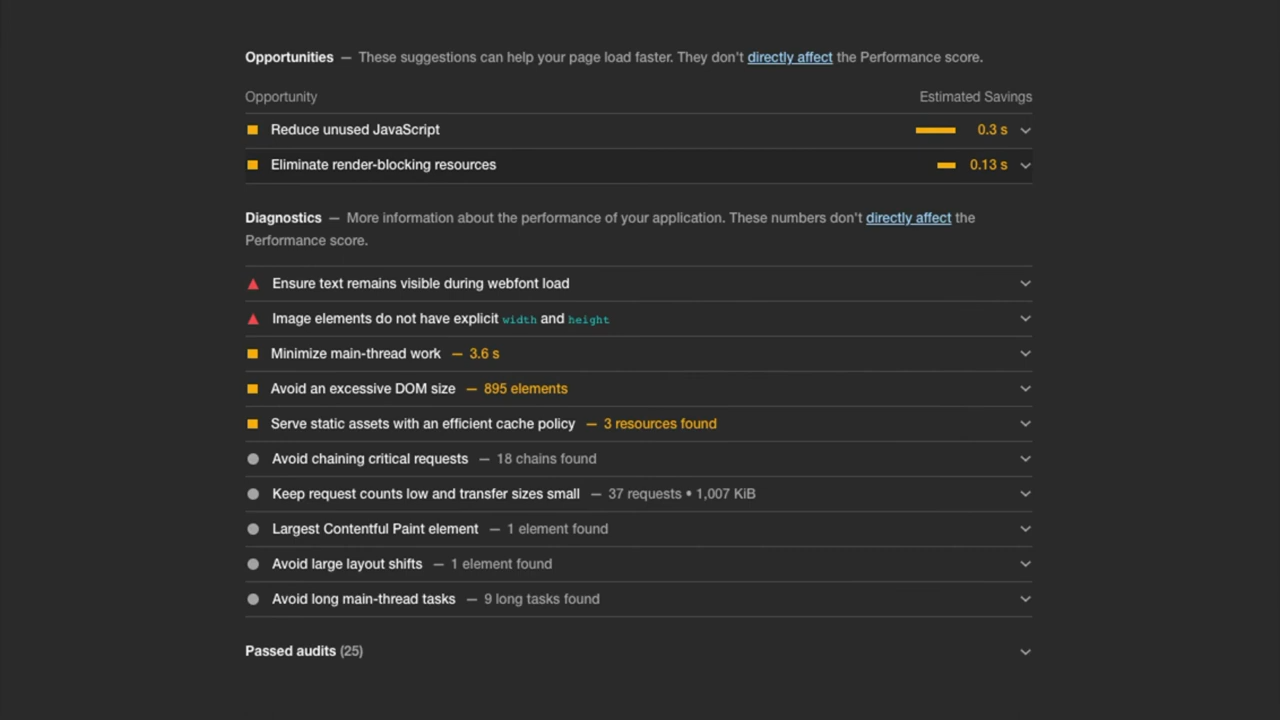 Opportunities — These suggestions can help your page load faster. They don't directly affect the Performance score.
Opportunity Estimated Savings
Reduce unused JavaScript 0.3 s
Eliminate render-blocking resources 0.13 s
Diagnostics — More information about the performance of your application. These numbers don't directly affect the
Performance score.
Ensure text remains visible during webfont load
Image elements do not have explicit width and height
Minimize main-thread work — 3.6 s
Avoid an excessive DOM size — 895 elements
Serve static assets with an efficient cache policy — 3 resources found
Avoid chaining critical requests — 18 chains found
Keep request counts low and transfer sizes small — 37 requests • 1,007 KiB
Largest Contentful Paint element — 1 element found
Avoid large layout shifts — 1 element found
Avoid long main-thread tasks — 9 long tasks found
Passed audits (25)